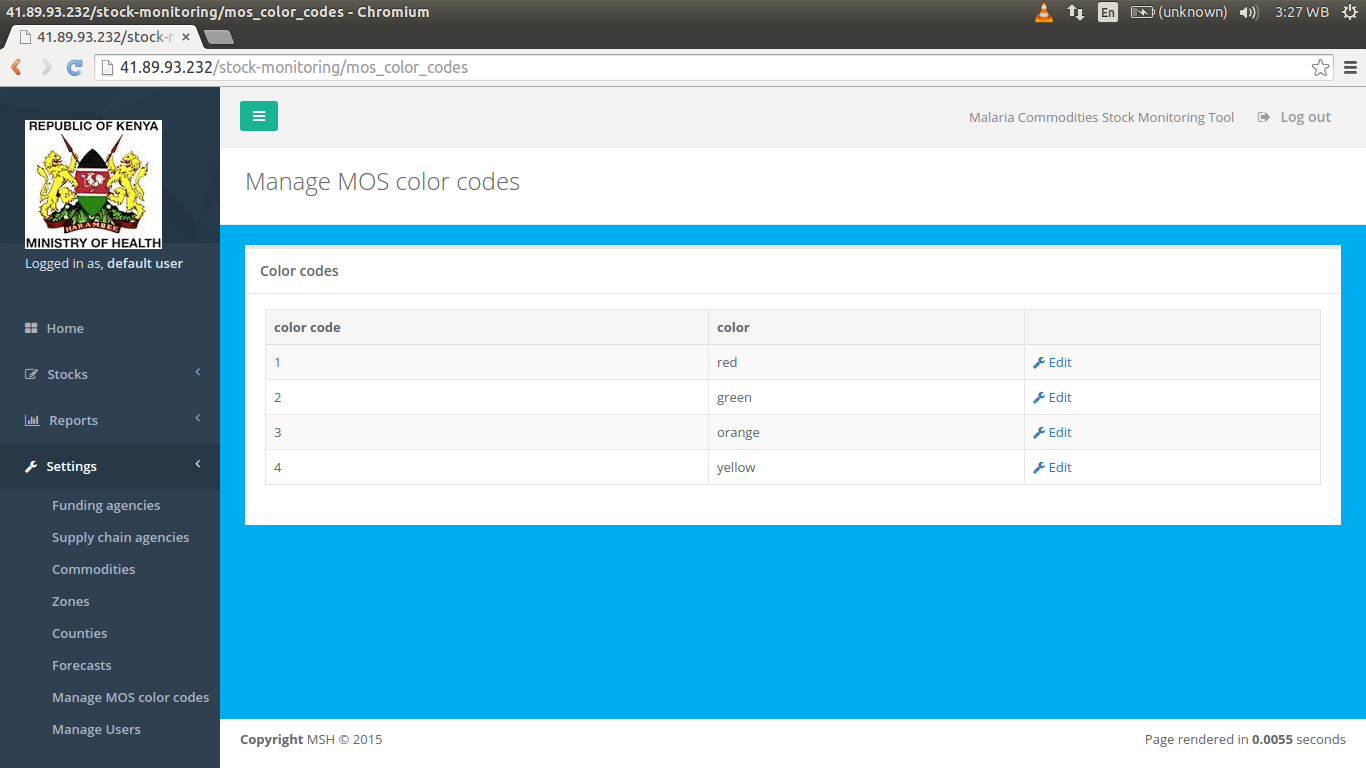 41.89.93.232/stock-monitoring/mos_color_codes - Chromium
En (unknown) 3:27 WB
41.89.93.232/stock-r
41.89.93.232/stock-monitoring/mos_color_codes
REPUBLIC OF KENYA
HARAMBEE
MINISTRY OF HEALTH
Logged in as, default user
Home
Stocks
Reports
Settings
Funding agencies
Supply chain agencies
Commodities
Zones
Counties
Forecasts
Manage MOS color codes
Manage Users
Malaria Commodities Stock Monitoring Tool Log out
Manage MOS color codes
Color codes
color code color
1 red Edit
2 green Edit
3 orange Edit
4 yellow Edit
Copyright MSH © 2015 Page rendered in 0.0055 seconds